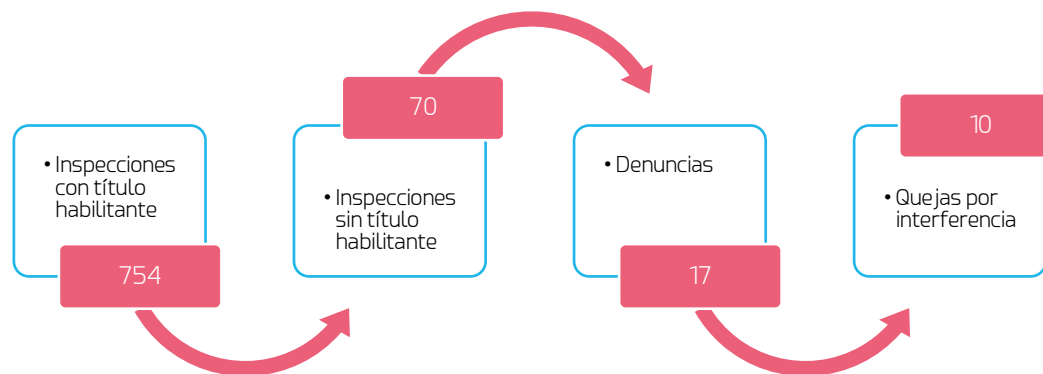 • Inspecciones
con título
habilitante
754
70
• Inspecciones
sin título
habilitante
• Denuncias
17
10
• Quejas por
interferencia